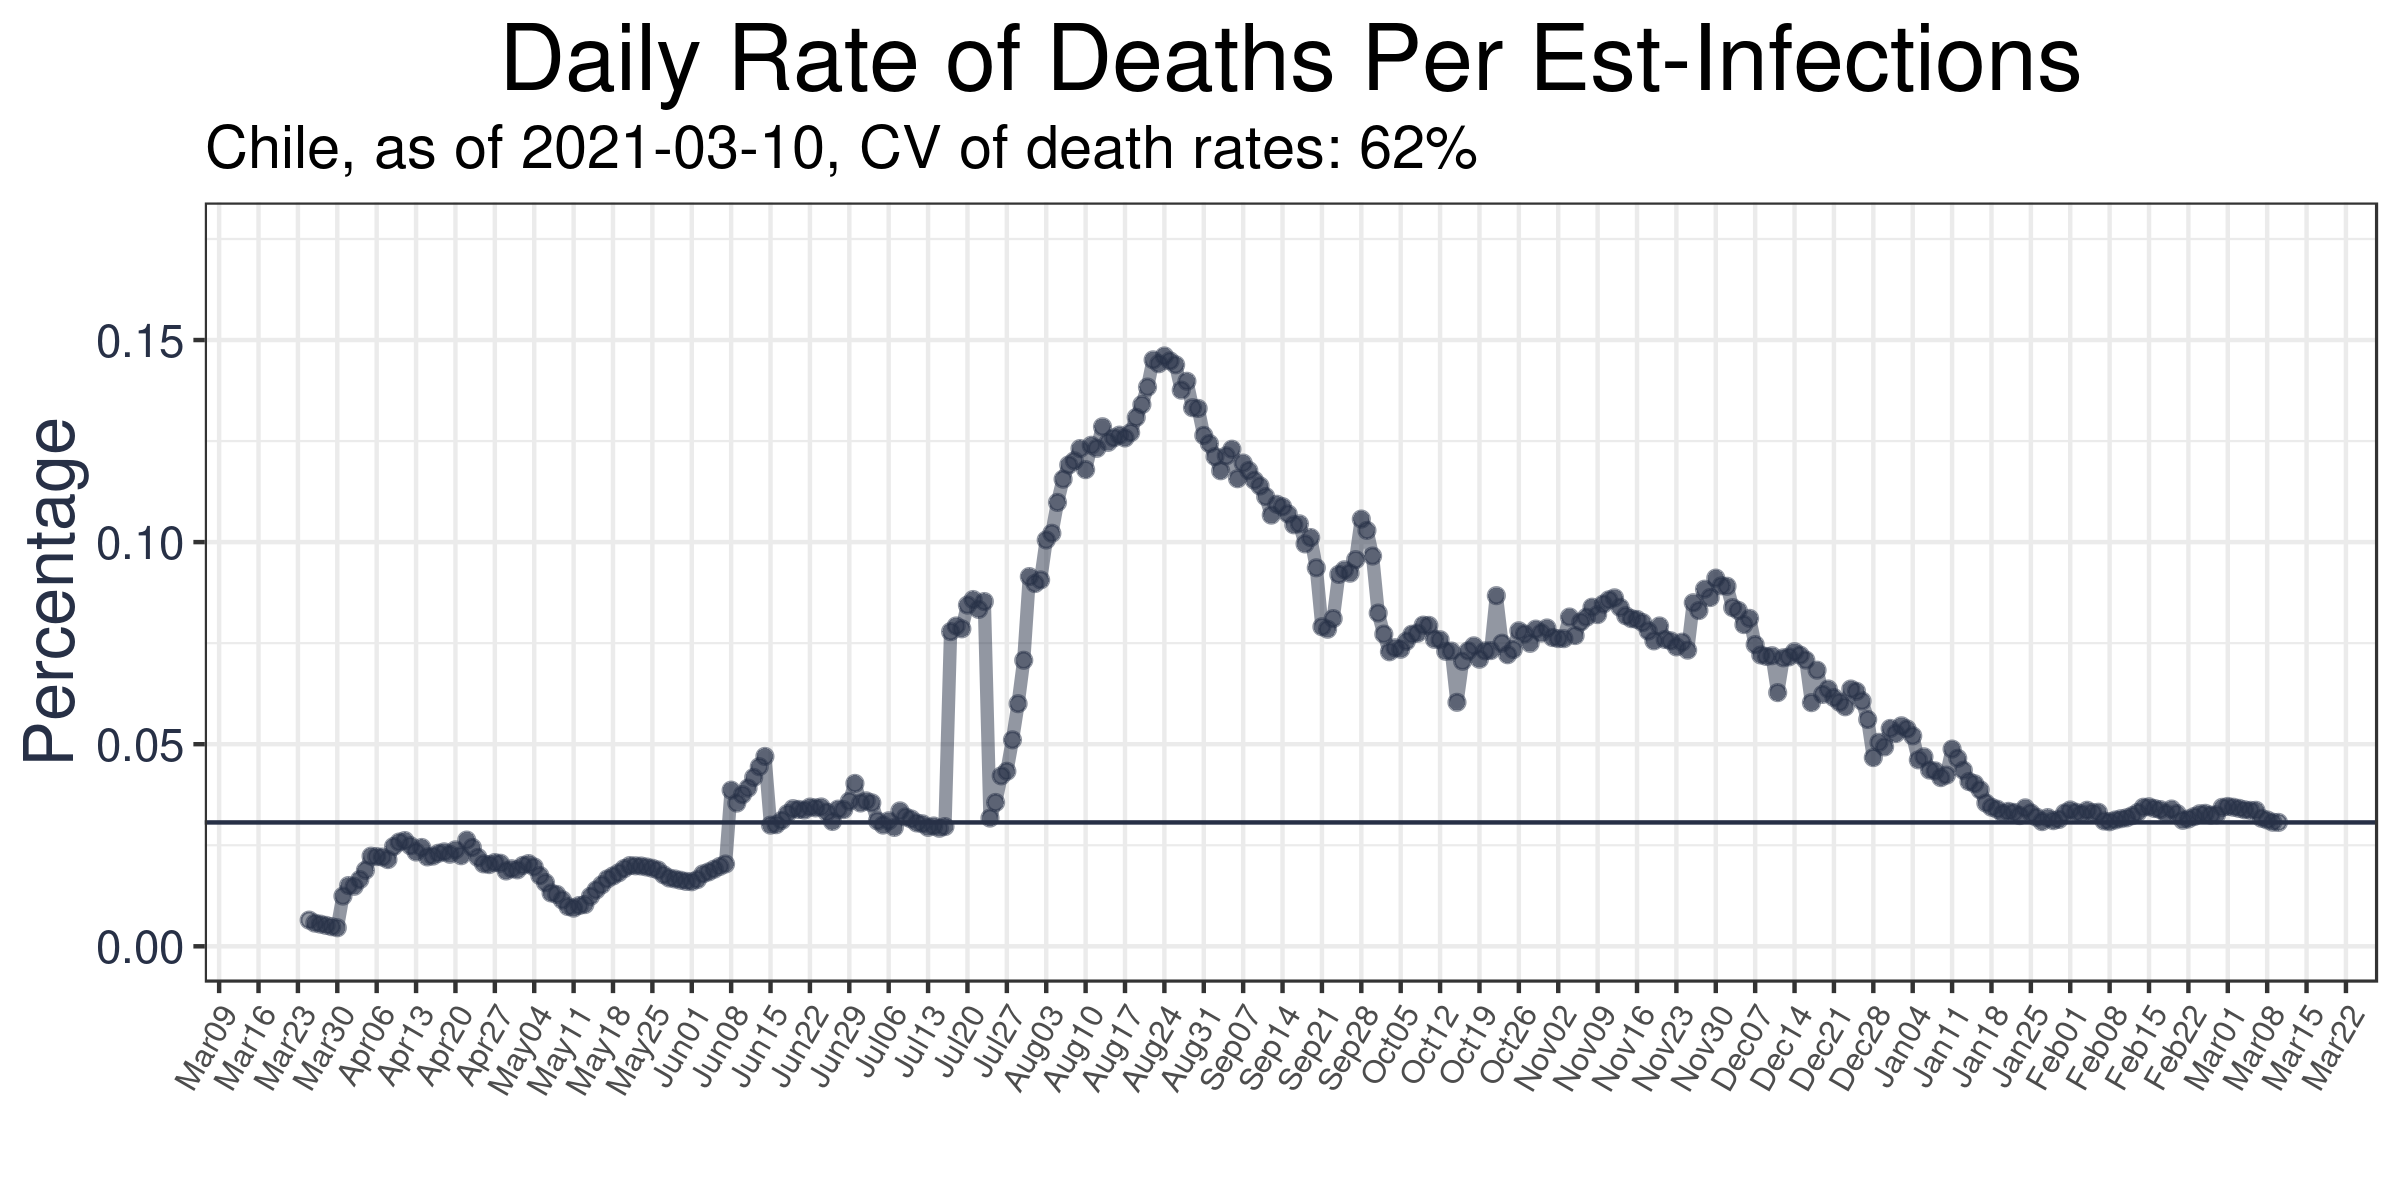 Daily Rate of Deaths Per Est-Infections
Chile, as of 2021-03-10, CV of death rates: 62%
Percentage
0.15
0.10
0.05
0.00
Mar09
Mar16
Mar23
Mar30
Apr06
Apr13
Apr20
Apr27
May04
May11
May18
May25
Jun01
Jun08
Jun15
Jun22
Jun29
Jul06
Jul13
Jul20
Jul27
Aug03
Aug10
Aug17
Aug24
Aug31
Sep07
Sep14
Sep21
Sep28
Oct05
Oct12
Oct19
Oct26
Nov02
Nov09
Nov16
Nov23
Nov30
Dec07
Dec14
Dec21
Dec28
Jan04
Jan11
Jan18
Jan25
Feb01
Feb08
Feb15
Feb22
Mar01
Mar08
Mar15
Mar22